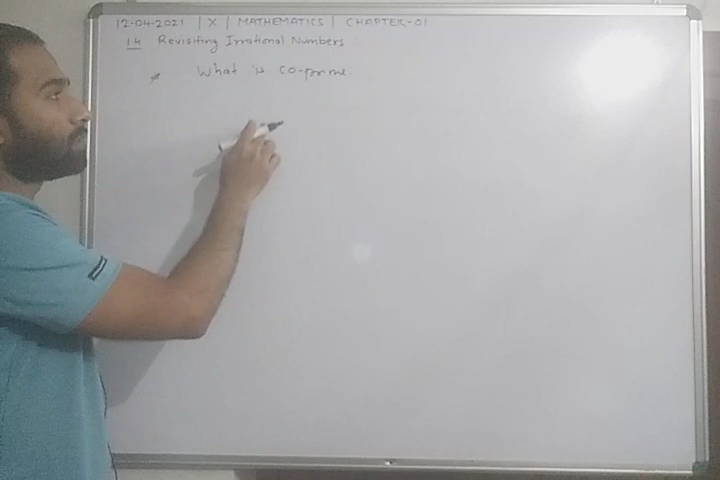 12-04-2021 | X | MATHEMATICS | CHAPTER-01
1.4 Revisiting Irrational Numbers
* What is co-prime.